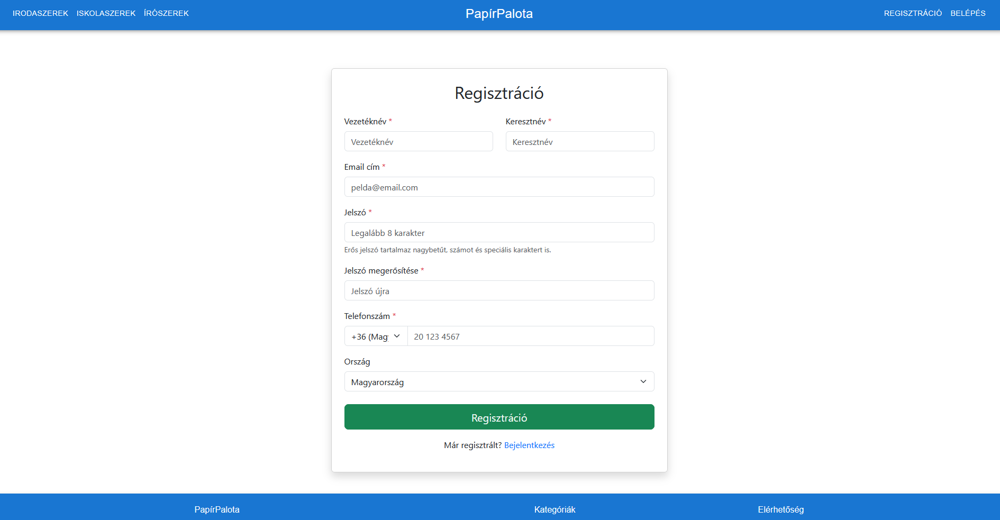 IRODASZEREK ISKOLASZEREK ÍRÓSZEREK PapírPalota REGISZTRÁCIÓ BELÉPÉS
Regisztráció
Vezetéknév * Keresztnév *
Vezetéknév Keresztnév
Email cím *
pelda@email.com
Jelszó *
Legalább 8 karakter
Erős jelszó tartalmaz nagybetűt, számot és speciális karaktert is.
Jelszó megerősítése *
Jelszó újra
Telefonszám *
+36 (Mag 20 123 4567
Ország
Magyarország
Regisztráció
Már regisztrált? Bejelentkezés
PapírPalota Kategóriák Elérhetőség